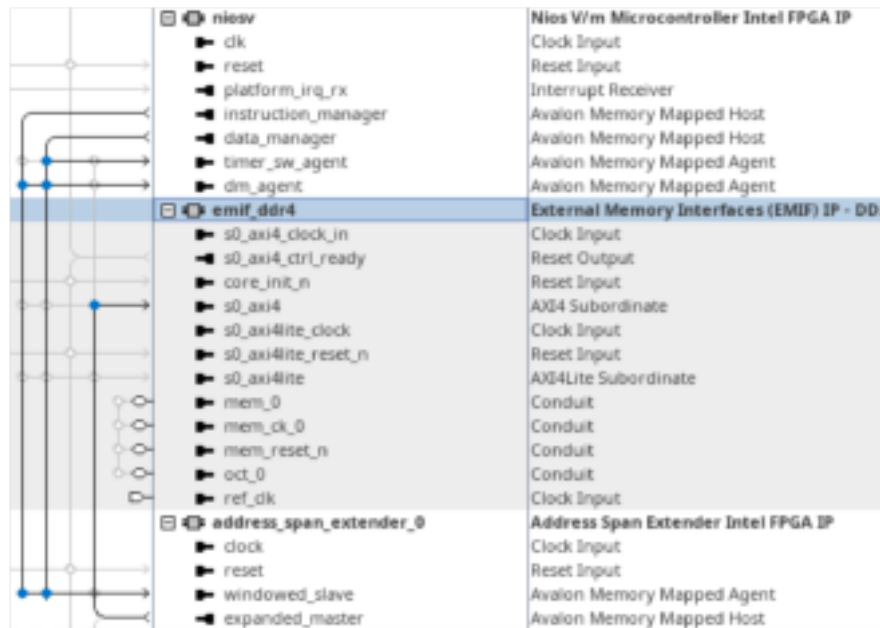 niosv Nios V/m Microcontroller Intel FPGA IP
clk Clock Input
reset Reset Input
platform_irq_rx Interrupt Receiver
instruction_manager Avalon Memory Mapped Host
data_manager Avalon Memory Mapped Host
timer_sw_agent Avalon Memory Mapped Agent
dm_agent Avalon Memory Mapped Agent
emif_ddr4 External Memory Interfaces (EMIF) IP - DD
s0_axi4_clock_in Clock Input
s0_axi4_ctrl_ready Reset Output
core_init_n Reset Input
s0_axi4 AXI4 Subordinate
s0_axi4lite_clock Clock Input
s0_axi4lite_reset_n Reset Input
s0_axi4lite AXI4Lite Subordinate
mem_0 Conduit
mem_ck_0 Conduit
mem_reset_n Conduit
oct_0 Conduit
ref_clk Clock Input
address_span_extender_0 Address Span Extender Intel FPGA IP
clock Clock Input
reset Reset Input
windowed_slave Avalon Memory Mapped Agent
expanded_master Avalon Memory Mapped Host